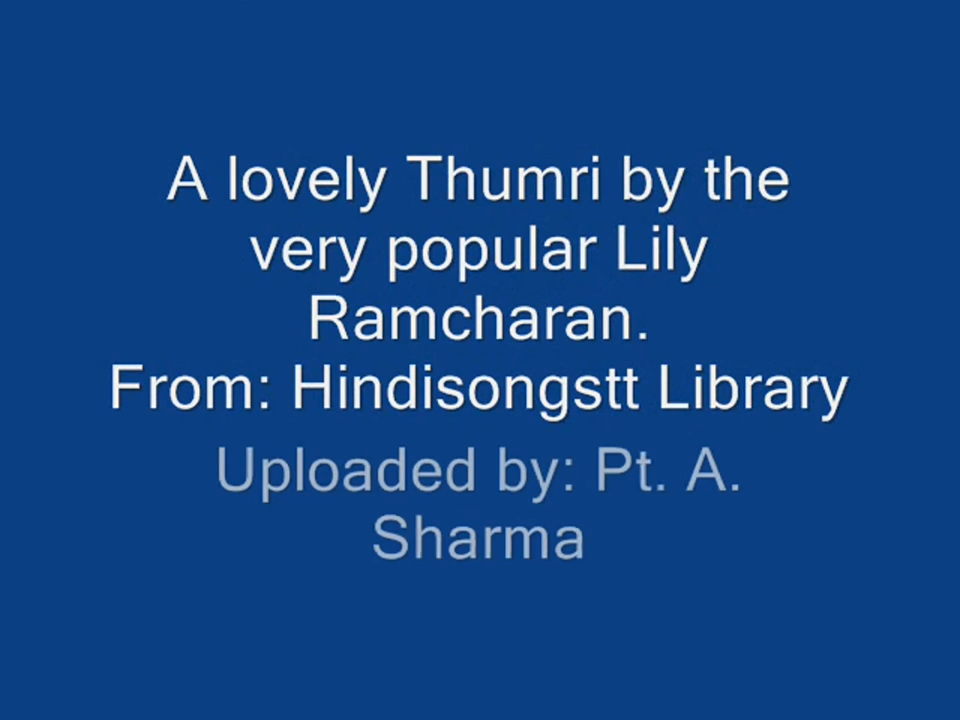 A lovely Thumri by the
very popular Lily
Ramcharan.
From: Hindisongstt Library
Uploaded by: Pt. A.
Sharma